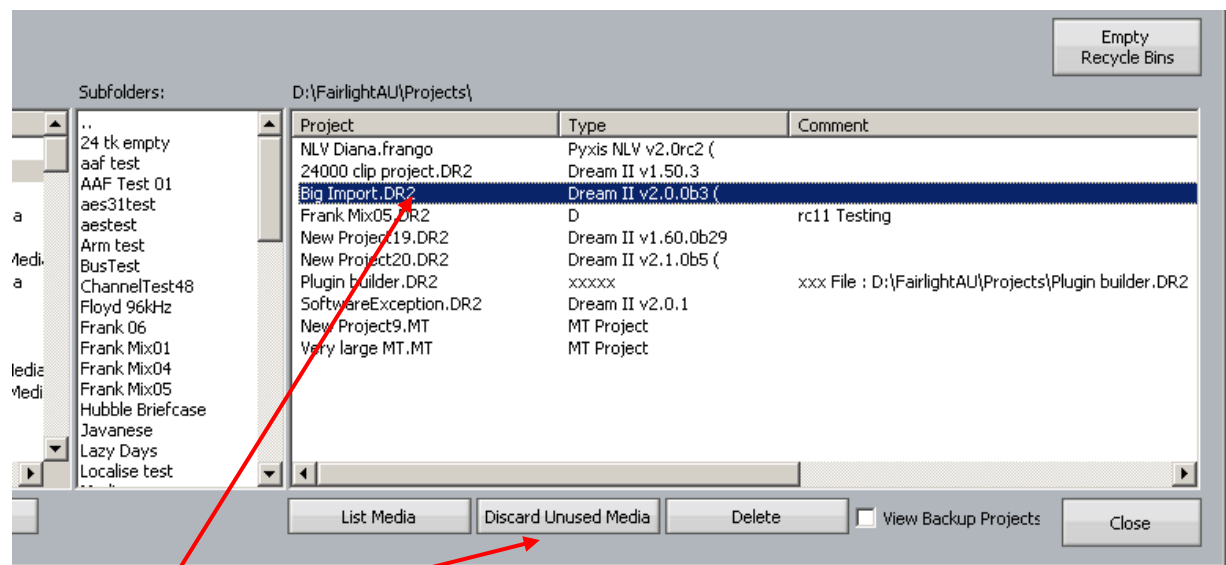 Empty
Recycle Bins
Subfolders:
D:\FairlightAU\Projects\
Project Type Comment
..
24 tk empty
aaf test
AAF Test 01
aes31test
aestest
Arm test
BusTest
ChannelTest48
Floyd 96kHz
Frank 06
Frank Mix01
Frank Mix04
Frank Mix05
Hubble Briefcase
Javanese
Lazy Days
Localise test
NLV Diana.frango Pyxis NLV v2.0rc2 (
24000 clip project.DR2 Dream II v1.50.3
Big Import.DR2 Dream II v2.0.0b3 (
Frank Mix05.DR2 D rc11 Testing
New Project19.DR2 Dream II v1.60.0b29
New Project20.DR2 Dream II v2.1.0b5 (
Plugin builder.DR2 xxxxx xxx File : D:\FairlightAU\Projects\Plugin builder.DR2
SoftwareException.DR2 Dream II v2.0.1
New Project9.MT MT Project
Very large MT.MT MT Project
List Media
Discard Unused Media
Delete
View Backup Projects
Close